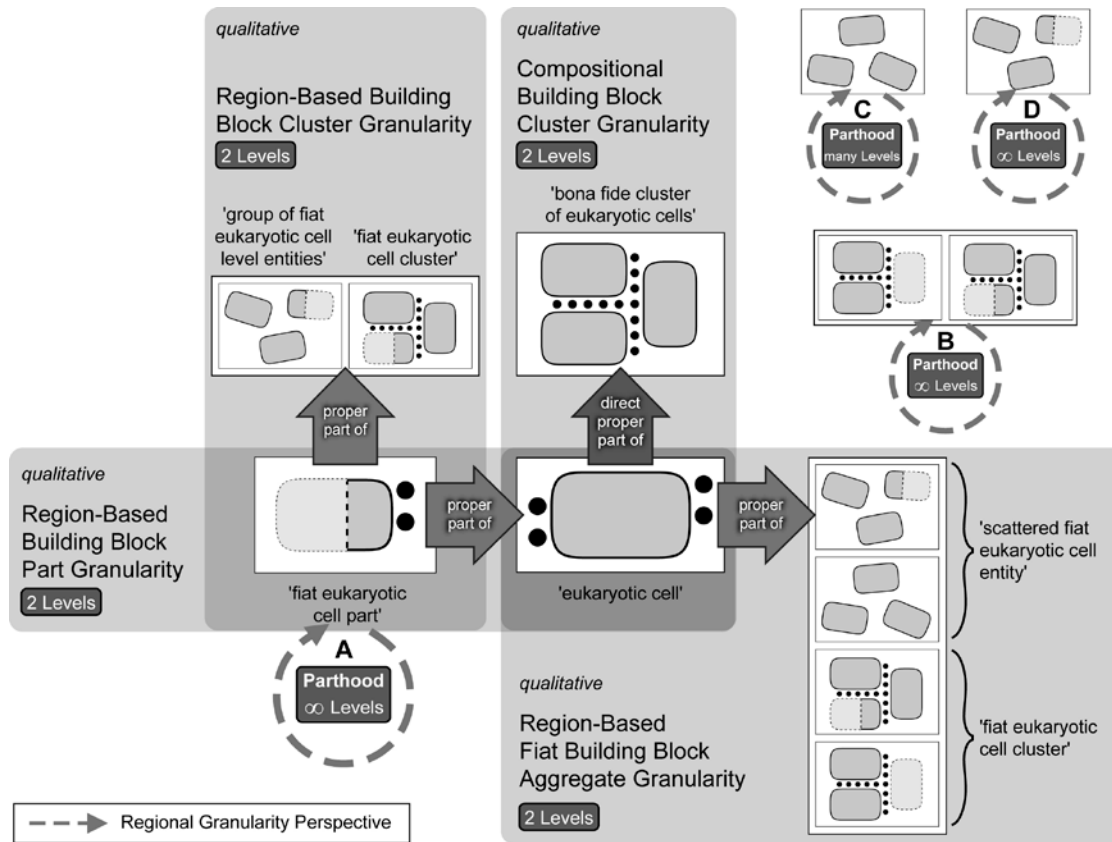 qualitative
Region-Based Building
Block Cluster Granularity
2 Levels
'group of fiat
eukaryotic cell
level entities'
'fiat eukaryotic
cell cluster'
qualitative
Compositional
Building Block
Cluster Granularity
2 Levels
'bona fide cluster
of eukaryotic cells'
C
Parthood
many Levels
D
Parthood
∞ Levels
B
Parthood
∞ Levels
proper
part of
direct
proper
part of
qualitative
Region-Based
Building Block
Part Granularity
2 Levels
proper
part of
proper
part of
'fiat eukaryotic
cell part'
'eukaryotic cell'
'scattered fiat
eukaryotic cell
entity'
A
Parthood
∞ Levels
qualitative
Region-Based
Fiat Building Block
Aggregate Granularity
2 Levels
'fiat eukaryotic
cell cluster'
Regional Granularity Perspective